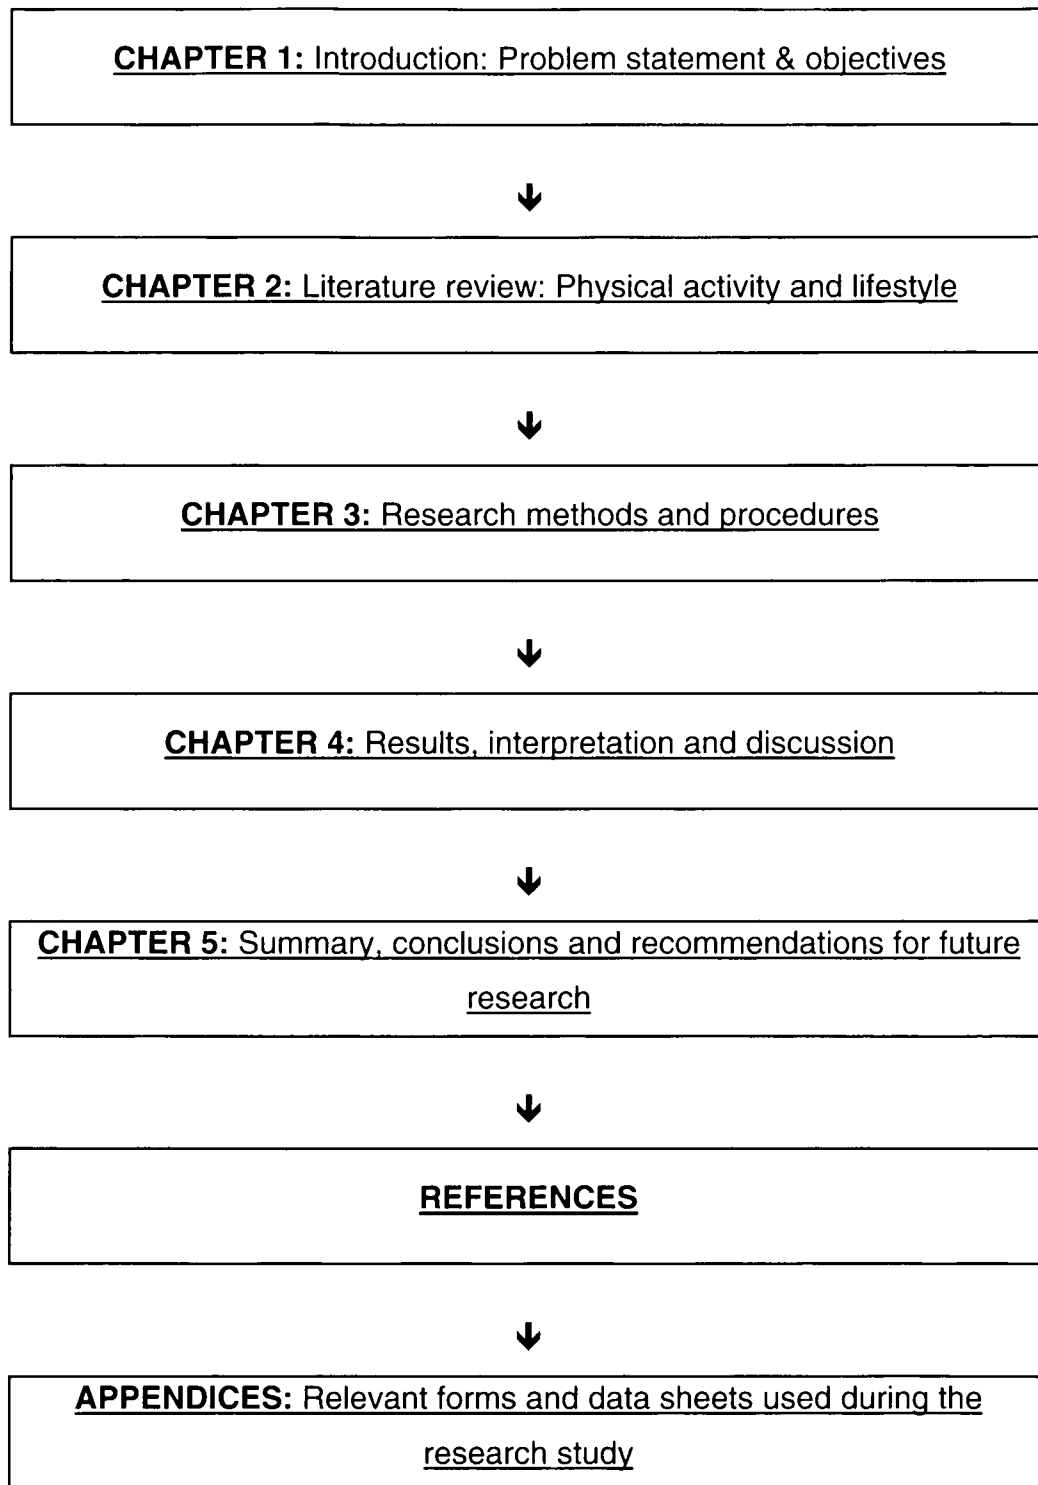 CHAPTER 1: Introduction: Problem statement & objectives
CHAPTER 2: Literature review: Physical activity and lifestyle
CHAPTER 3: Research methods and procedures
CHAPTER 4: Results, interpretation and discussion
CHAPTER 5: Summary, conclusions and recommendations for future
research
REFERENCES
APPENDICES: Relevant forms and data sheets used during the
research study